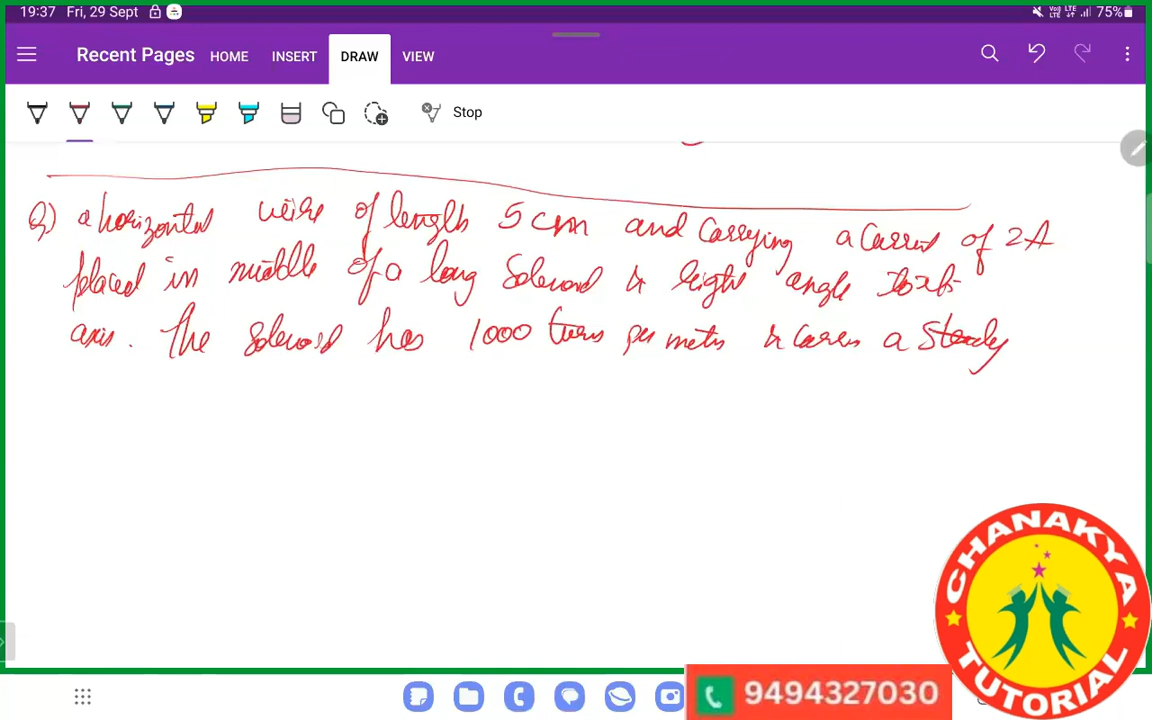 19:37 Fri, 29 Sept 75%
Recent Pages HOME INSERT DRAW VIEW
Stop
Q) a horizontal wire of length 5 cm and carrying a current of 2A
placed in middle of a long Solenoid & right angle to its
axis. The solenoid has 1000 turns per metre & carries a steady
CHANAKYA
TUTORIAL
9494327030